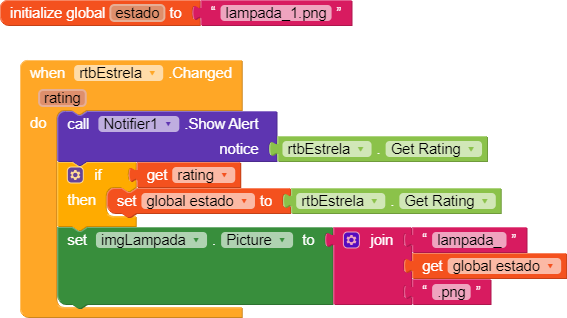 initialize global estado to " lampada_1.png "
when rtbEstrela .Changed
rating
do call Notifier1 .Show Alert
notice rtbEstrela . Get Rating
if get rating
then set global estado to rtbEstrela . Get Rating
set imgLampada . Picture to join " lampada_ "
get global estado
" .png "